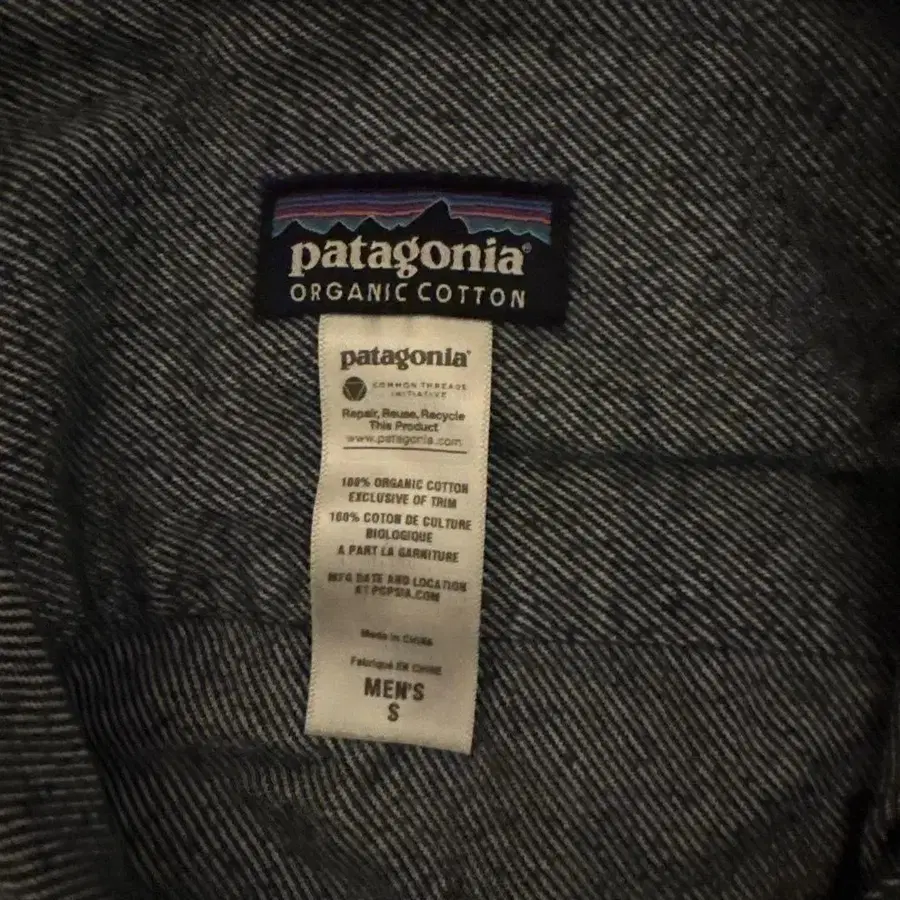 patagonia®
ORGANIC COTTON
patagonia®
COMMON THREADS
INITIATIVE
Repair, Reuse, Recycle
This Product
www.patagonia.com
100% ORGANIC COTTON
EXCLUSIVE OF TRIM
100% COTON DE CULTURE
BIOLOGIQUE
A PART LA GARNITURE
MFG DATE AND LOCATION
AT PGPSIA.COM
Made in CHINA
Fabriqué EN CHINE
MEN'S
S